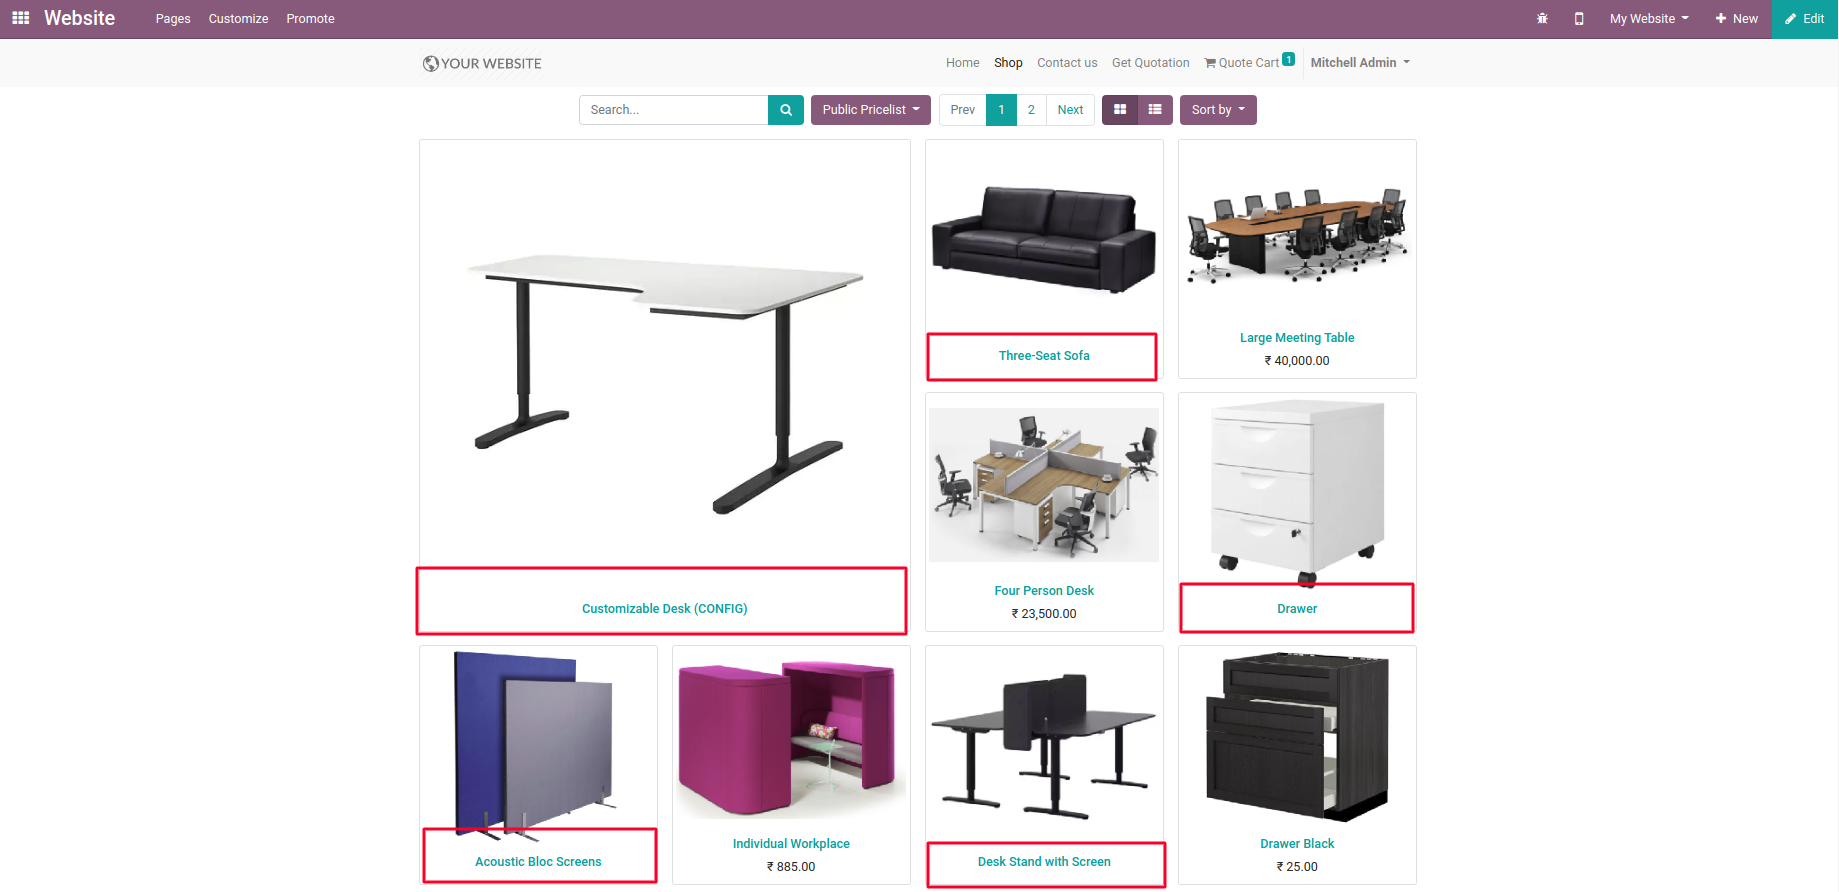 Website
Pages
Customize
Promote
My Website
New
Edit
YOUR WEBSITE
Home
Shop
Contact us
Get Quotation
Quote Cart 1
Mitchell Admin
Search...
Public Pricelist
Prev
1
2
Next
Sort by
Three-Seat Sofa
Large Meeting Table
₹ 40,000.00
Customizable Desk (CONFIG)
Four Person Desk
₹ 23,500.00
Drawer
Acoustic Bloc Screens
Individual Workplace
₹ 885.00
Desk Stand with Screen
Drawer Black
₹ 25.00